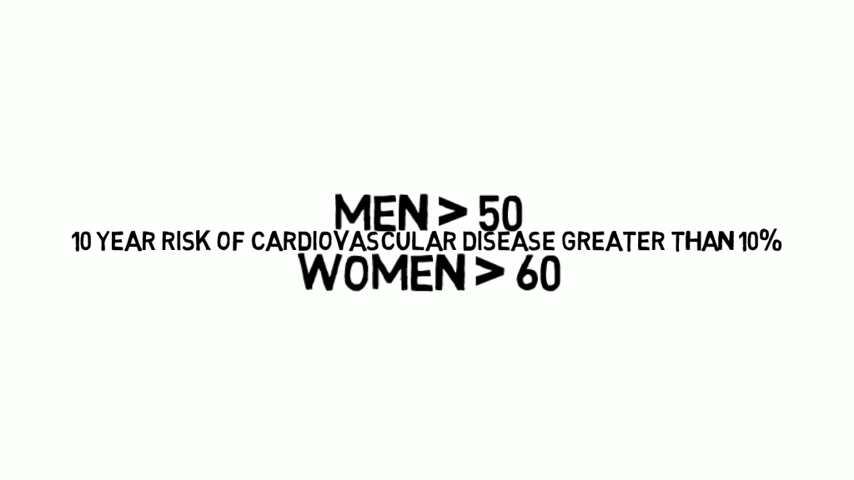 MEN > 50
10 YEAR RISK OF CARDIOVASCULAR DISEASE GREATER THAN 10%
WOMEN > 60